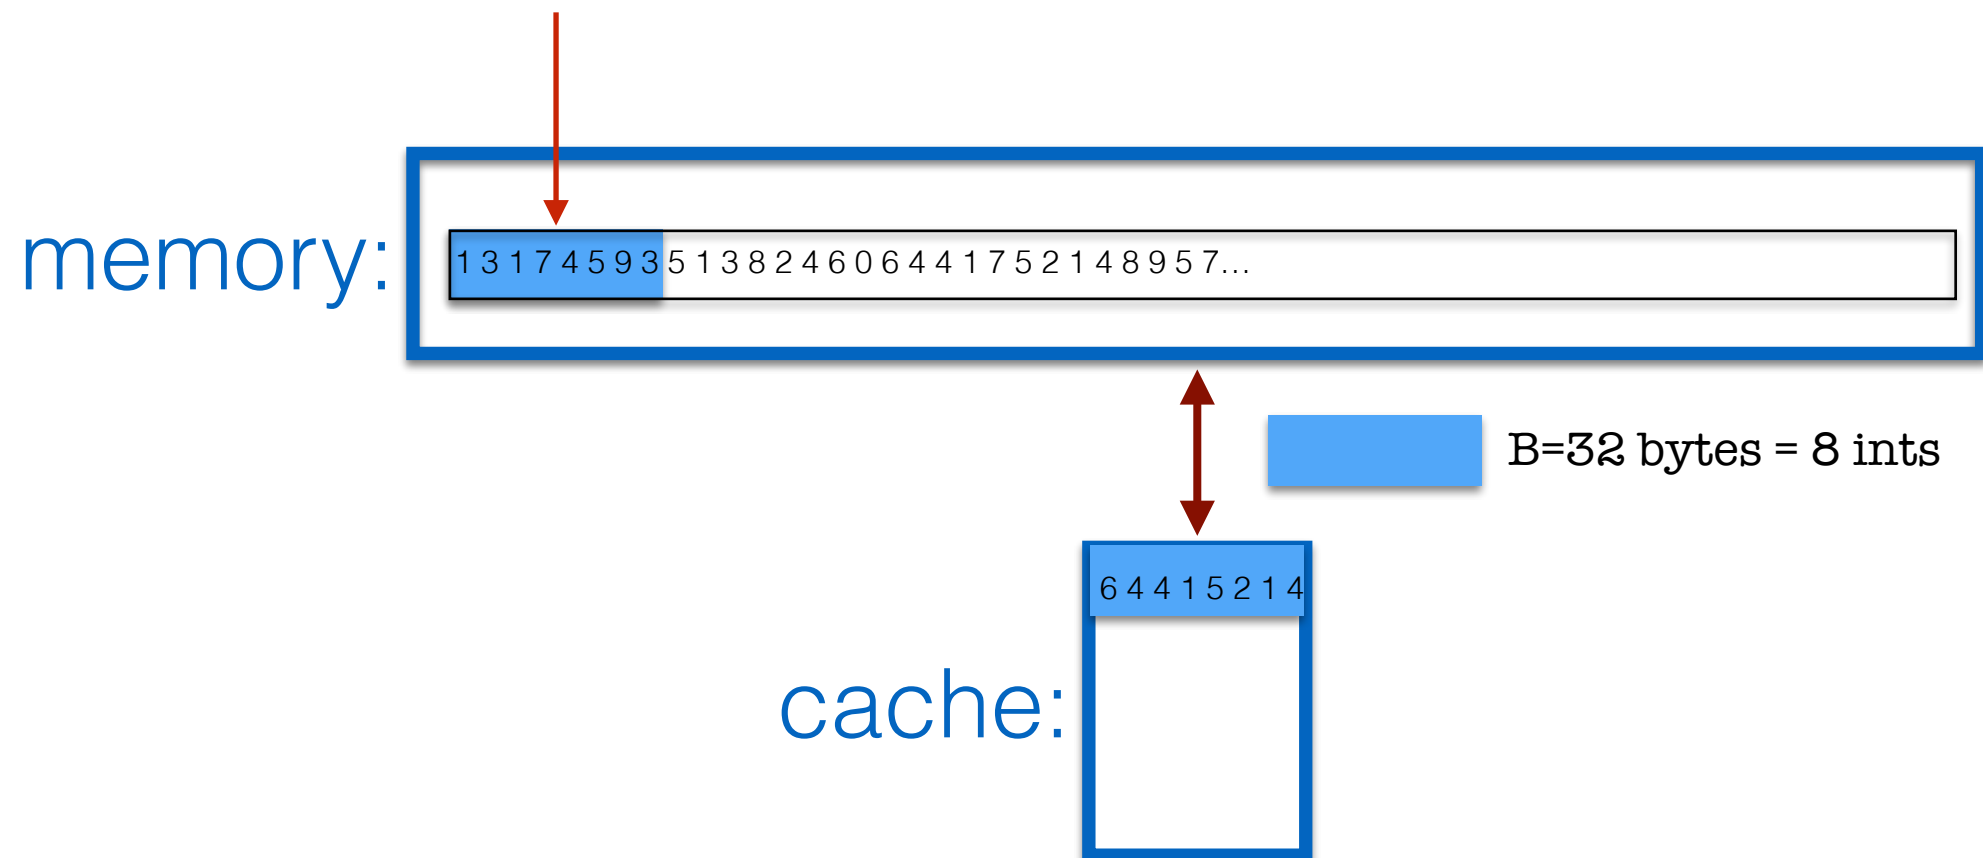 memory:
1 3 1 7 4 5 9 3 5 1 3 8 2 4 6 0 6 4 4 1 7 5 2 1 4 8 9 5 7...
B=32 bytes = 8 ints
6 4 4 1 5 2 1 4
cache: